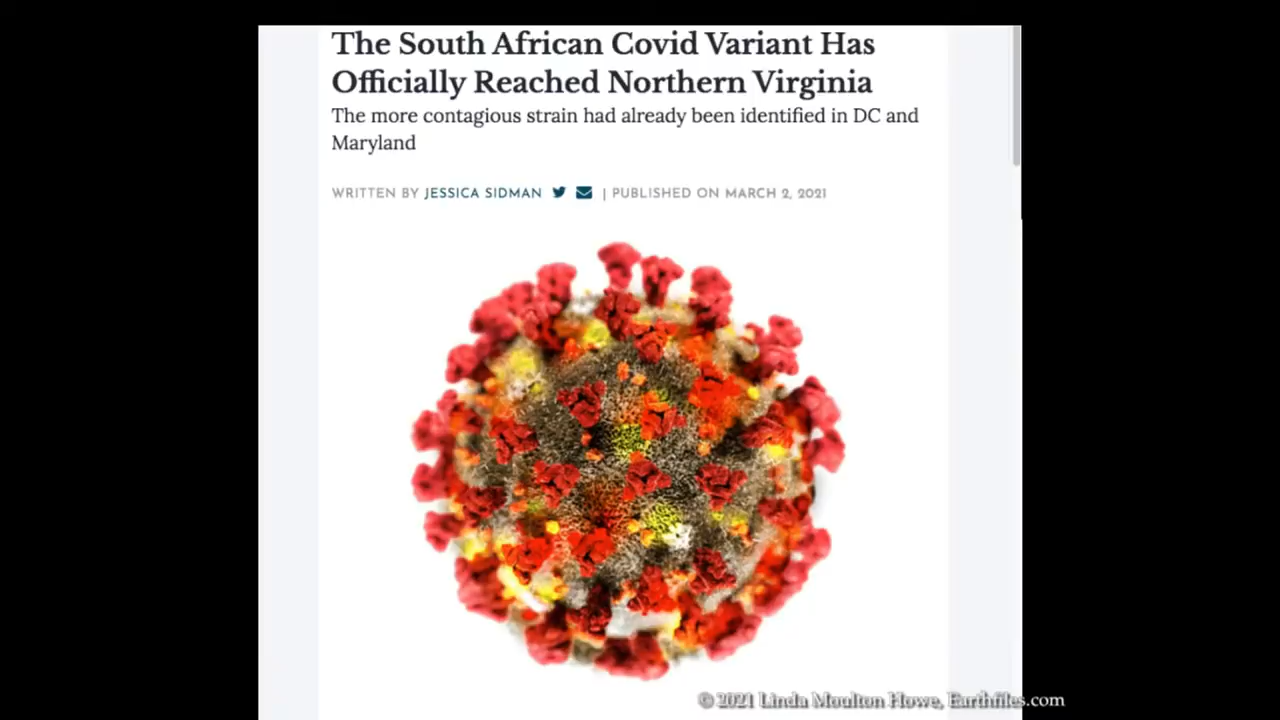 The South African Covid Variant Has
Officially Reached Northern Virginia
The more contagious strain had already been identified in DC and
Maryland
WRITTEN BY JESSICA SIDMAN | PUBLISHED ON MARCH 2, 2021
© 2021 Linda Moulton Howe, Earthfiles.com